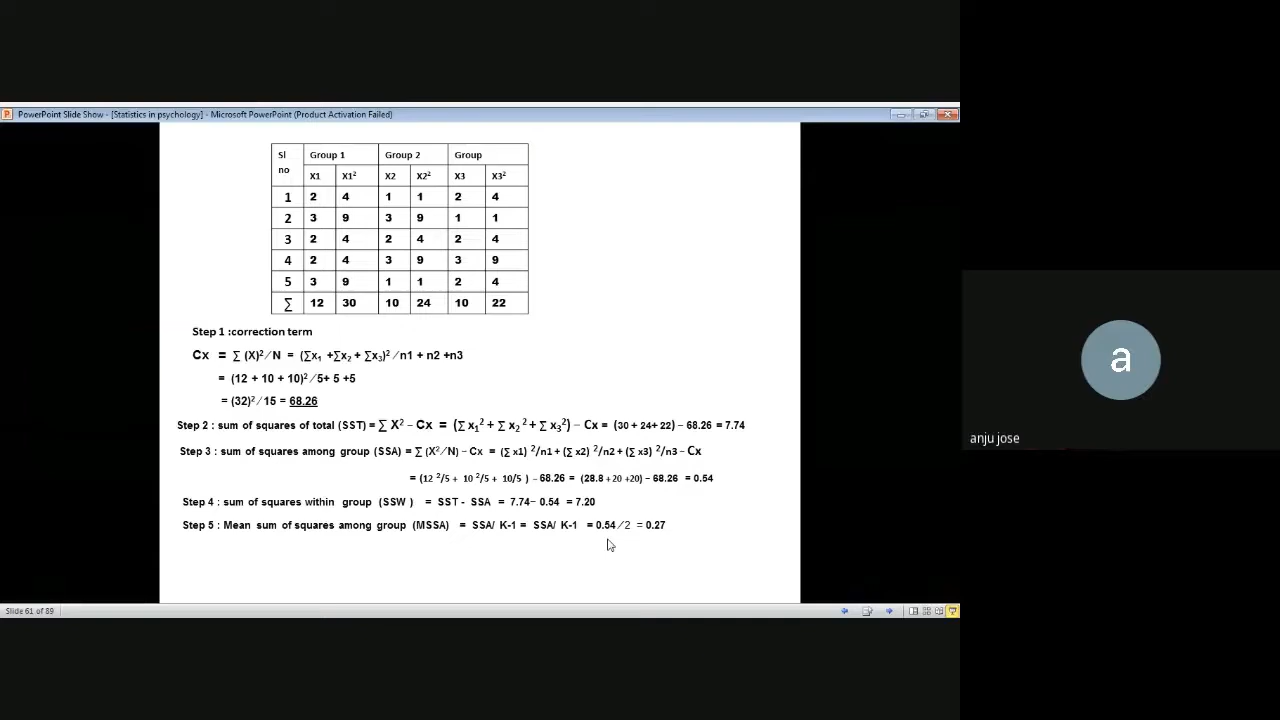 PowerPoint Slide Show - [Statistics in psychology] - Microsoft PowerPoint (Product Activation Failed)
Sl no Group 1 Group 2 Group
X1 X1² X2 X2² X3 X3²
1 2 4 1 1 2 4
2 3 9 3 9 1 1
3 2 4 2 4 2 4
4 2 4 3 9 3 9
5 3 9 1 1 2 4
∑ 12 30 10 24 10 22
Step 1 :correction term
Cx = ∑ (X)² ∕ N = (∑x₁ +∑x₂ + ∑x₃)² ∕ n1 + n2 +n3
= (12 + 10 + 10)² ∕ 5+ 5 +5
= (32)² ∕ 15 = 68.26
Step 2 : sum of squares of total (SST) = ∑ X² – Cx = (∑ x₁² + ∑ x₂ ² + ∑ x₃²) – Cx = (30 + 24+ 22) – 68.26 = 7.74
Step 3 : sum of squares among group (SSA) = ∑ (X² ∕ N) – Cx = (∑ x1) ²/n1 + (∑ x2) ²/n2 + (∑ x3) ²/n3 – Cx
= (12 ²/5 + 10 ²/5 + 10/5 ) – 68.26 = (28.8 + 20 +20) – 68.26 = 0.54
Step 4 : sum of squares within group (SSW ) = SST - SSA = 7.74– 0.54 = 7.20
Step 5 : Mean sum of squares among group (MSSA) = SSA/ K-1 = SSA/ K-1 = 0.54 ∕ 2 = 0.27
Slide 61 of 89
a
anju jose